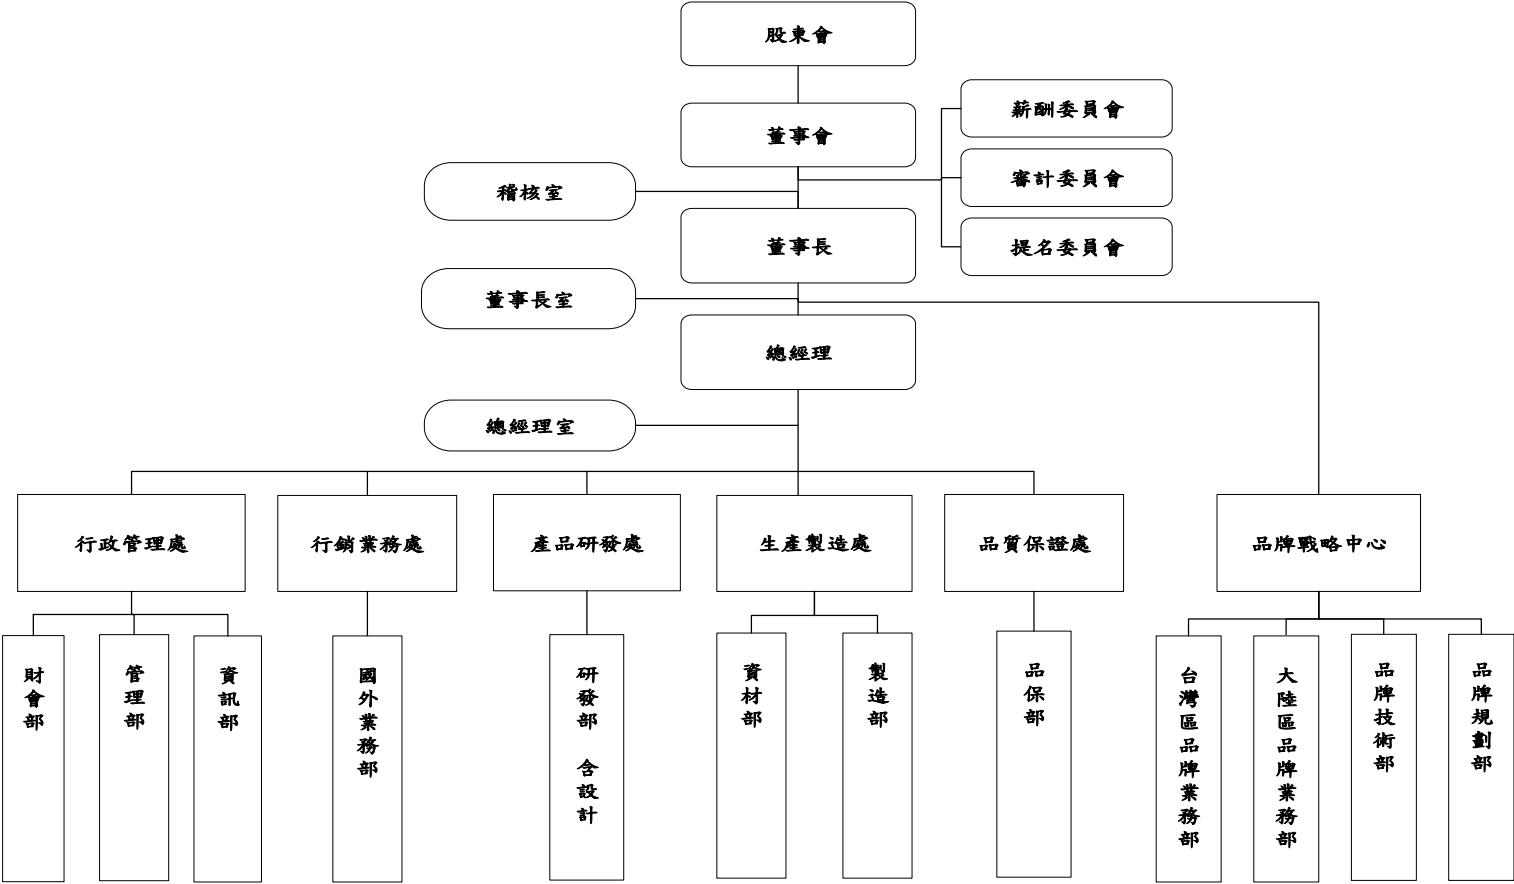 股東會
董事會
薪酬委員會
審計委員會
提名委員會
稽核室
董事長
董事長室
總經理
總經理室
行政管理處
行銷業務處
產品研發處
生產製造處
品質保證處
品牌戰略中心
財會部
管理部
資訊部
國外業務部
研發部 含設計
資材部
製造部
品保部
台灣區品牌業務部
大陸區品牌業務部
品牌技術部
品牌規劃部